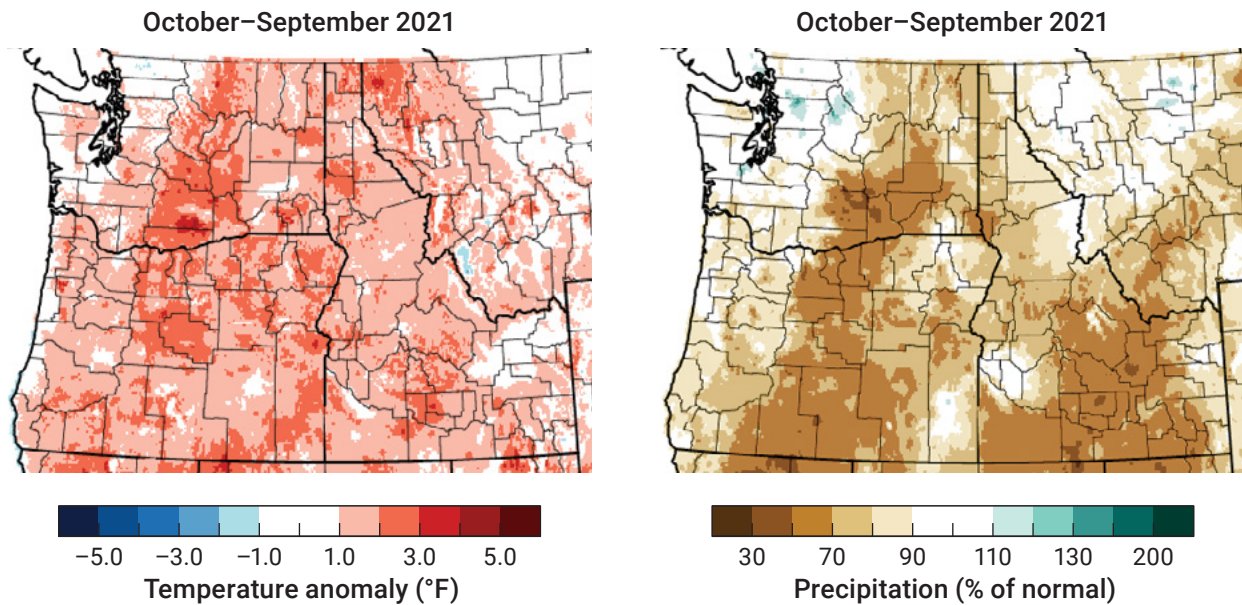 October–September 2021
October–September 2021
−5.0 −3.0 −1.0 1.0 3.0 5.0
Temperature anomaly (°F)
30 70 90 110 130 200
Precipitation (% of normal)